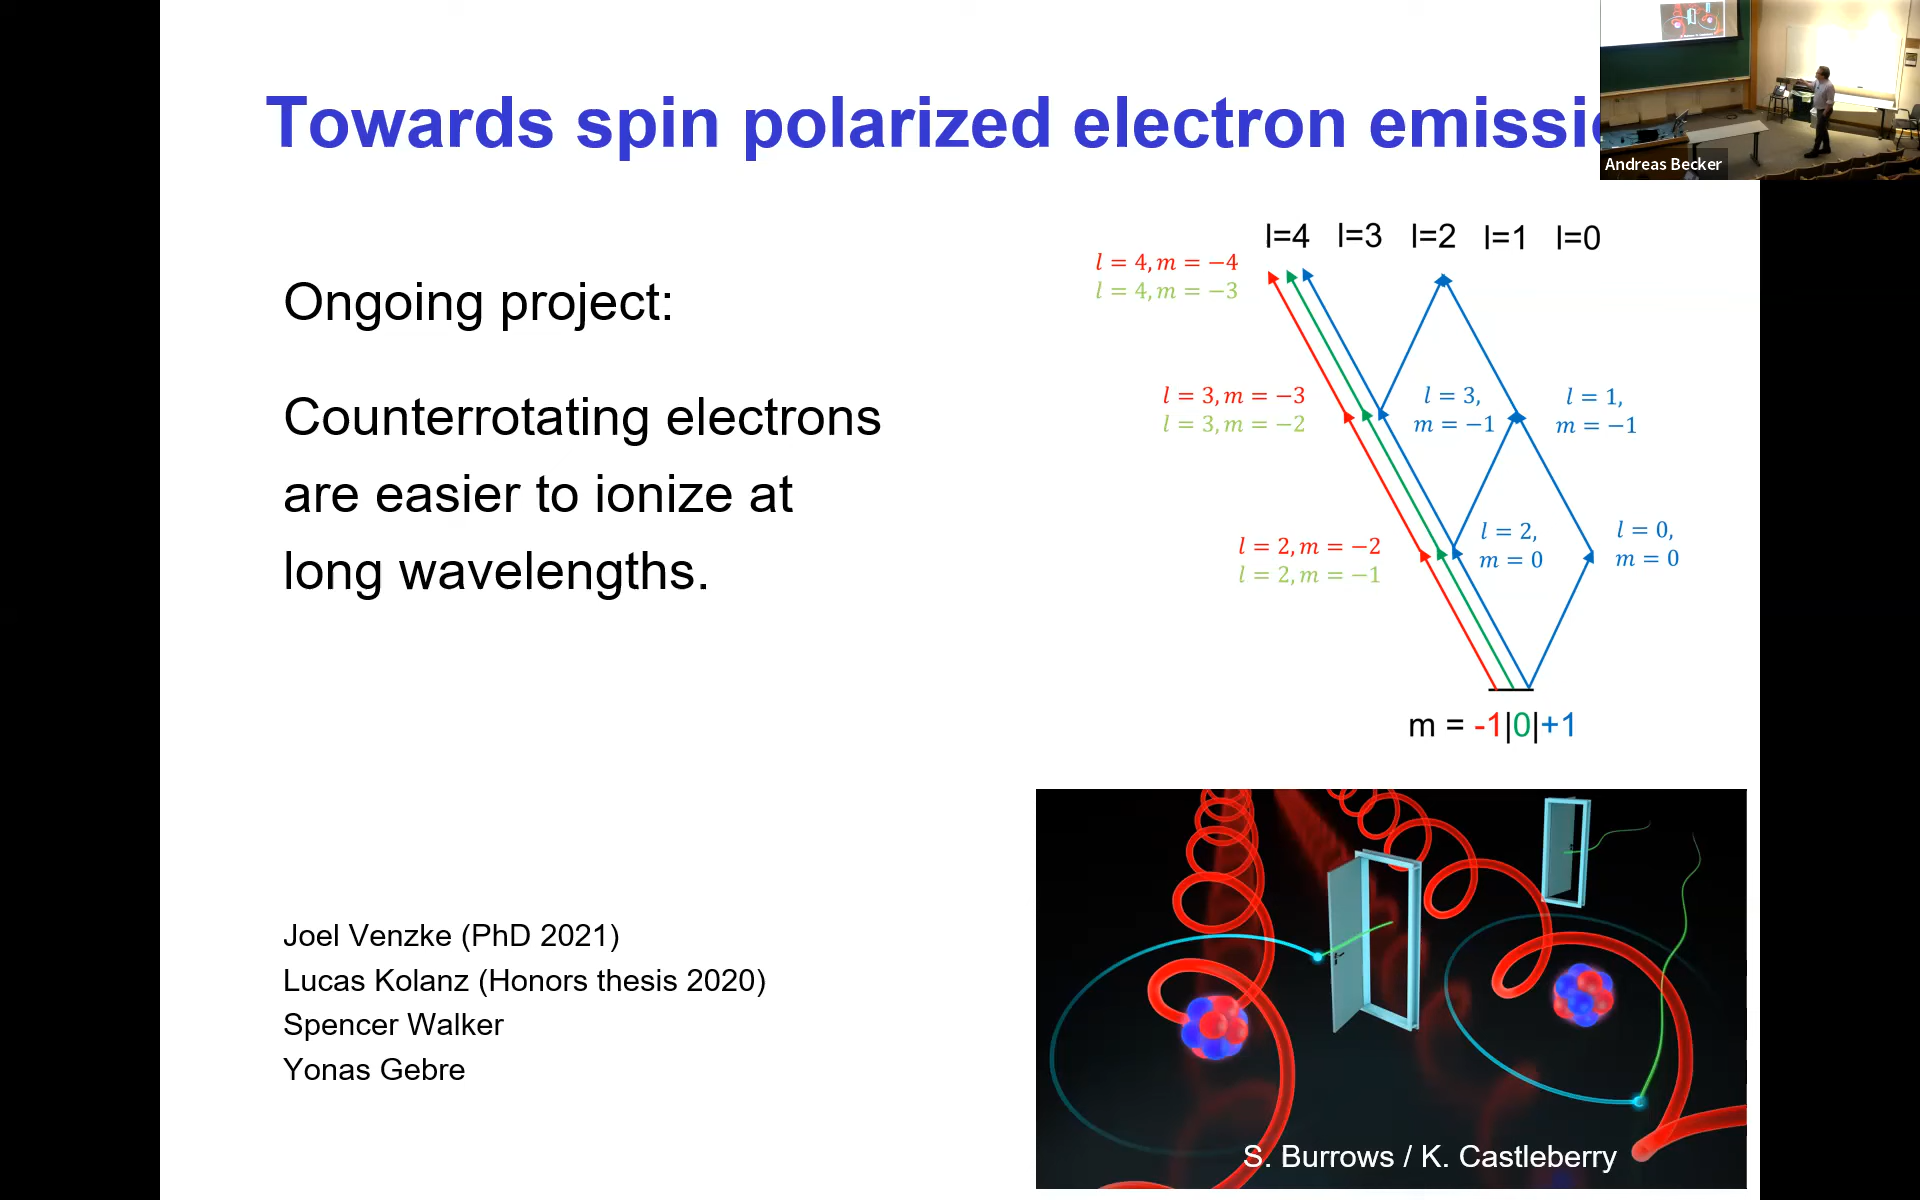 Towards spin polarized electron emissi
Andreas Becker
Ongoing project:
Counterrotating electrons
are easier to ionize at
long wavelengths.
l=4 l=3 l=2 l=1 l=0
l = 4, m = −4
l = 4, m = −3
l = 3, m = −3
l = 3, m = −2
l = 3,
m = −1
l = 1,
m = −1
l = 2, m = −2
l = 2, m = −1
l = 2,
m = 0
l = 0,
m = 0
m = -1|0|+1
Joel Venzke (PhD 2021)
Lucas Kolanz (Honors thesis 2020)
Spencer Walker
Yonas Gebre
S. Burrows / K. Castleberry